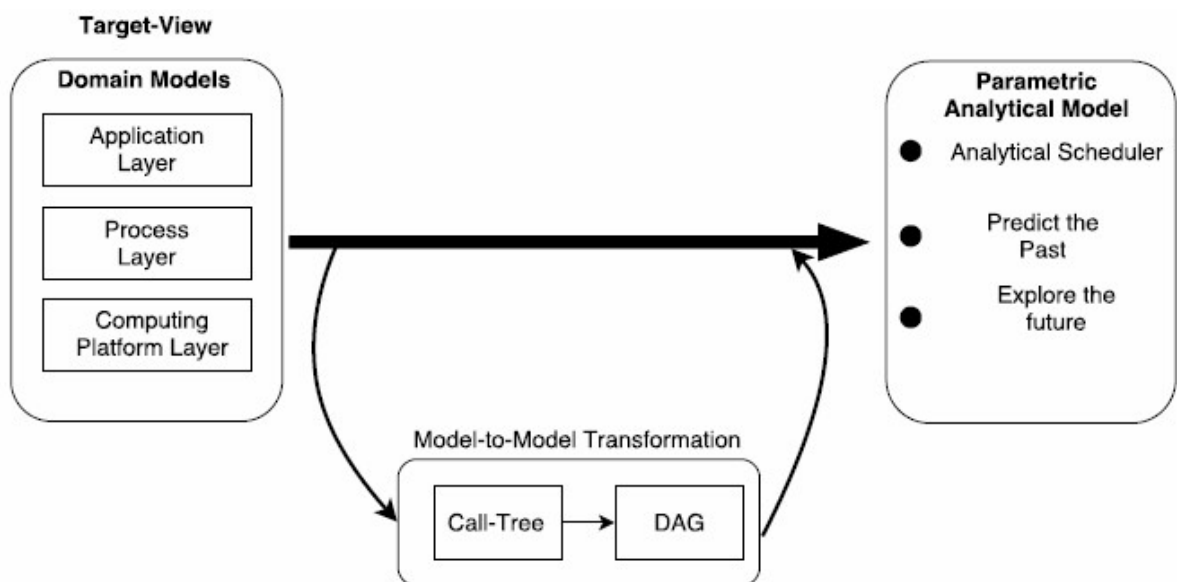 Target-View
Domain Models
Application
Layer
Process
Layer
Computing
Platform Layer
Parametric
Analytical Model
Analytical Scheduler
Predict the
Past
Explore the
future
Model-to-Model Transformation
Call-Tree
DAG